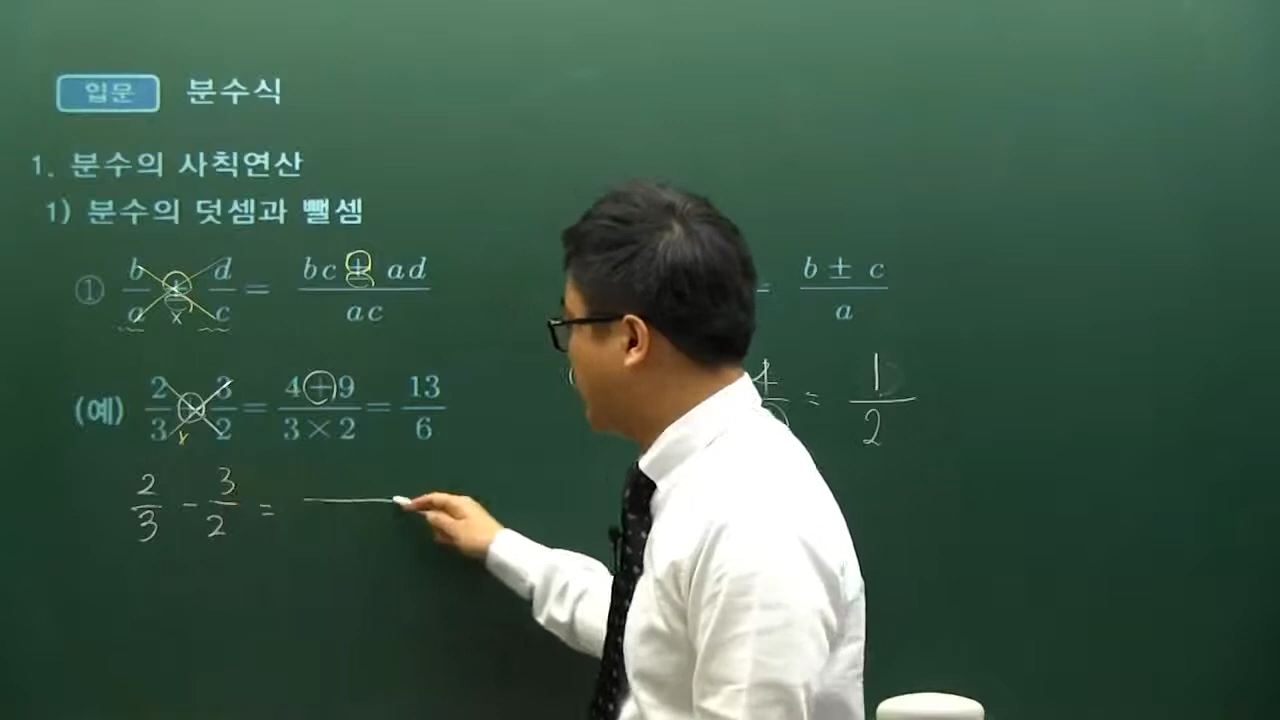 입문 분수식
1. 분수의 사칙연산
1) 분수의 덧셈과 뺄셈
① b/a ± d/c = bc ± ad / ac
= b ± c / a
(예) 2/3 + 3/2 = 4+9 / 3×2 = 13/6
= 1/2
2/3 - 3/2 =